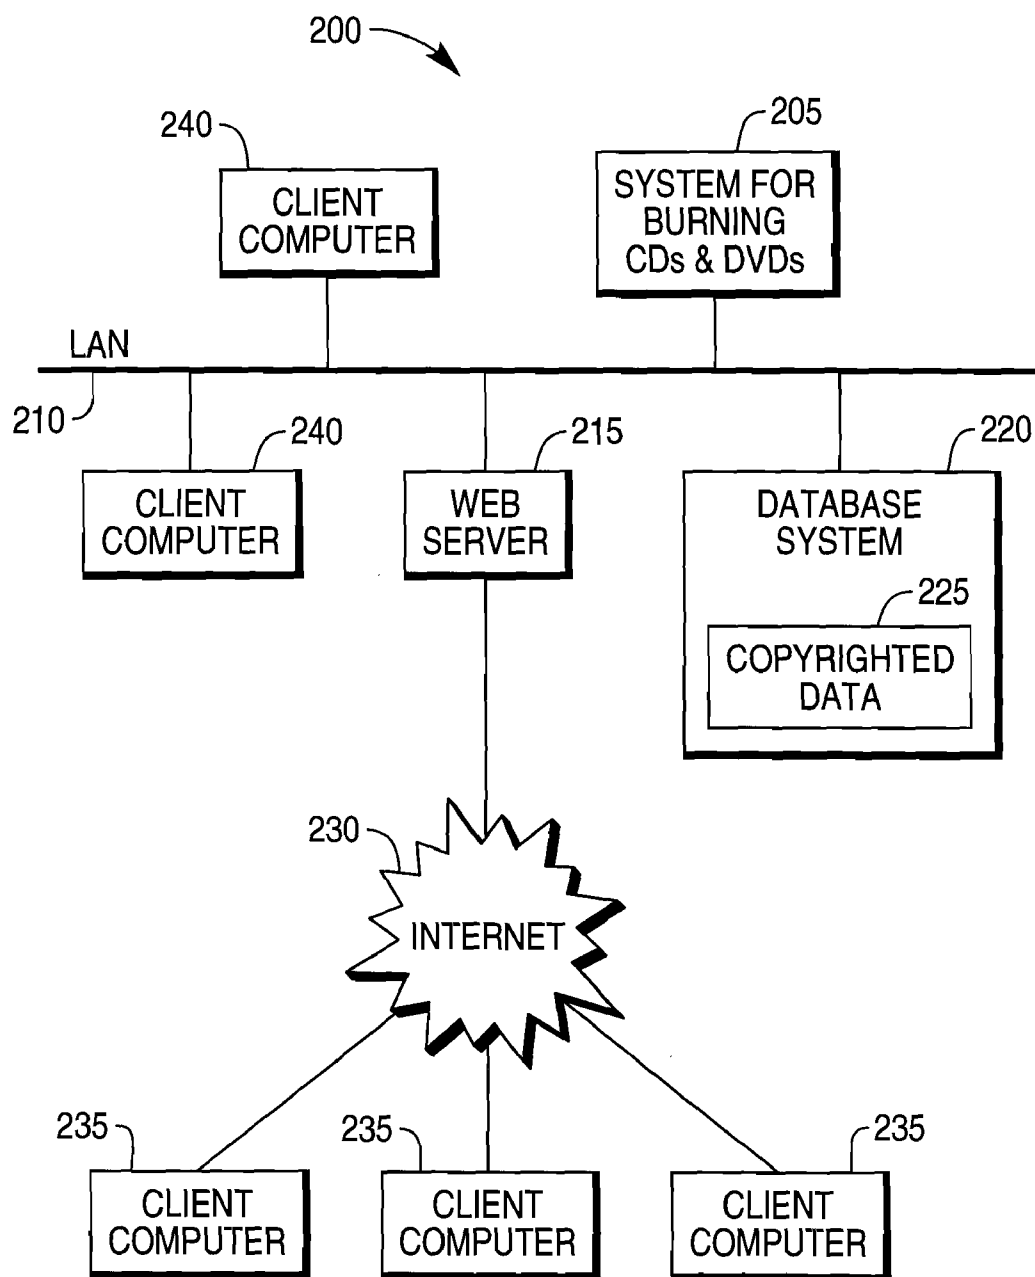 200
240
205
CLIENT
COMPUTER
SYSTEM FOR
BURNING
CDs & DVDs
LAN
210
240
215
220
CLIENT
COMPUTER
WEB
SERVER
DATABASE
SYSTEM
225
COPYRIGHTED
DATA
230
INTERNET
235
235
235
CLIENT
COMPUTER
CLIENT
COMPUTER
CLIENT
COMPUTER